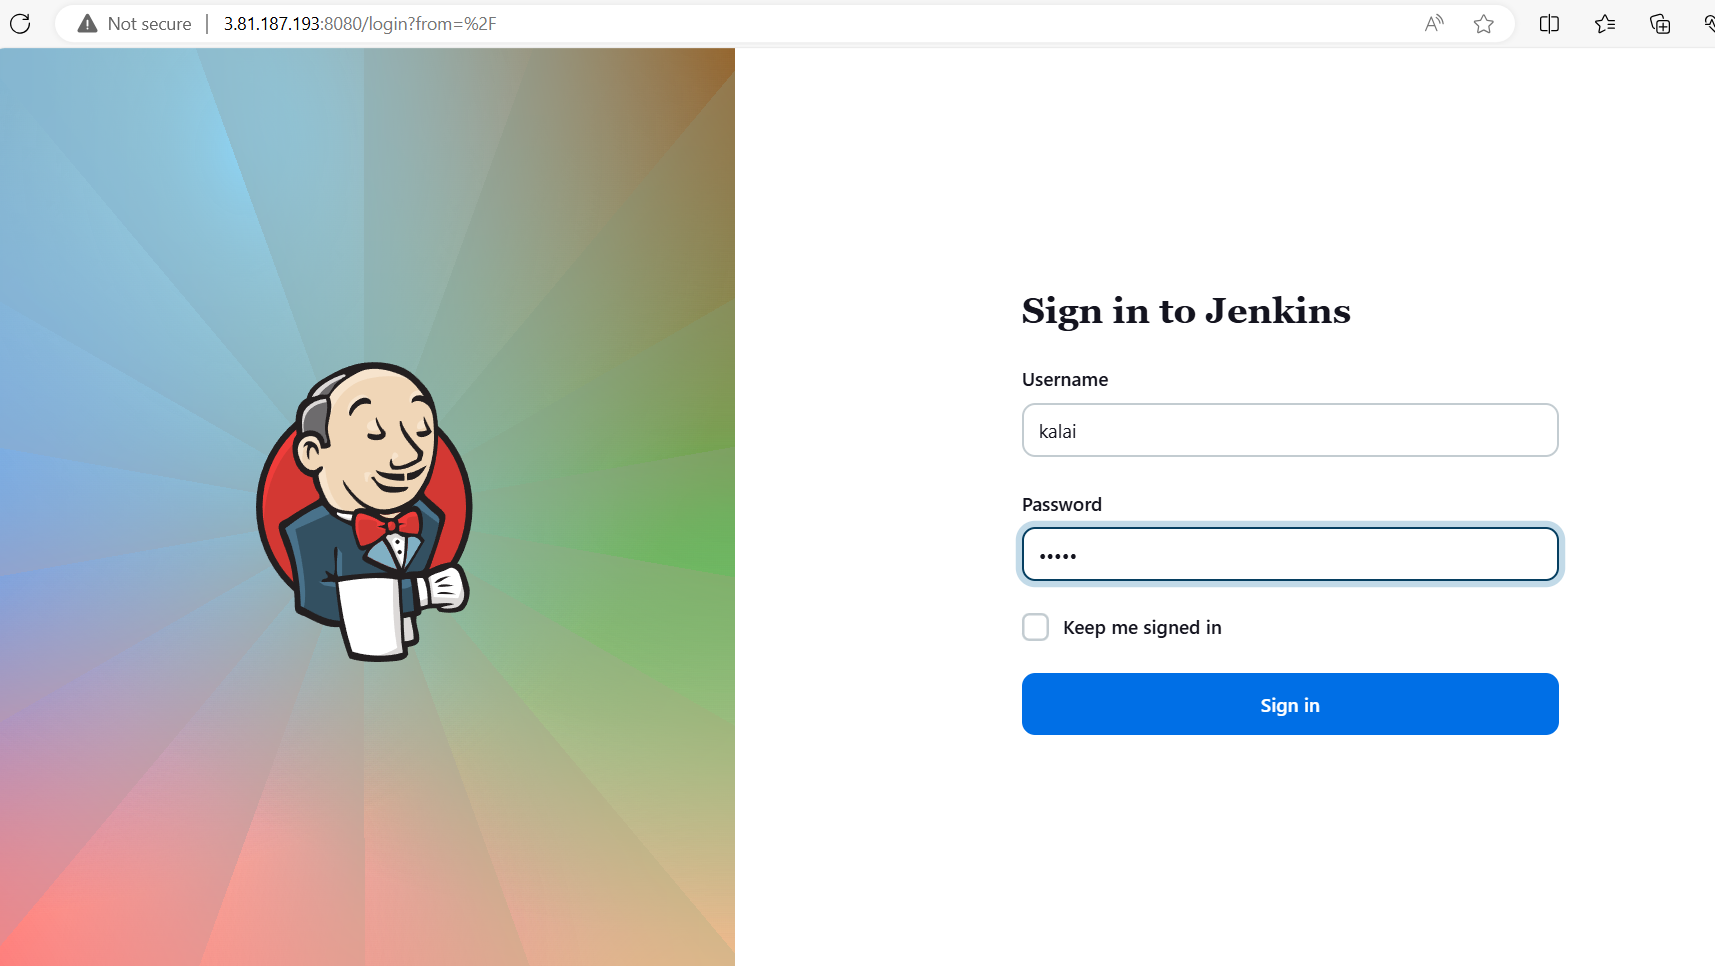 Not secure | 3.81.187.193:8080/login?from=%2F
Sign in to Jenkins
Username
kalai
Password
•••••
Keep me signed in
Sign in